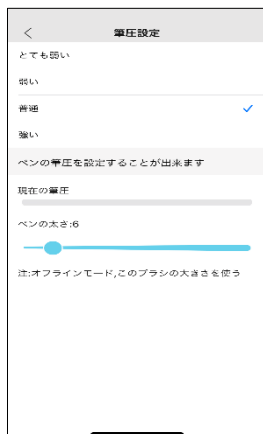 筆圧設定
とても弱い
弱い
普通
強い
ペンの筆圧を設定することが出来ます
現在の筆圧
ペンの太さ:6
注:オフラインモード,このブラシの大きさを使う